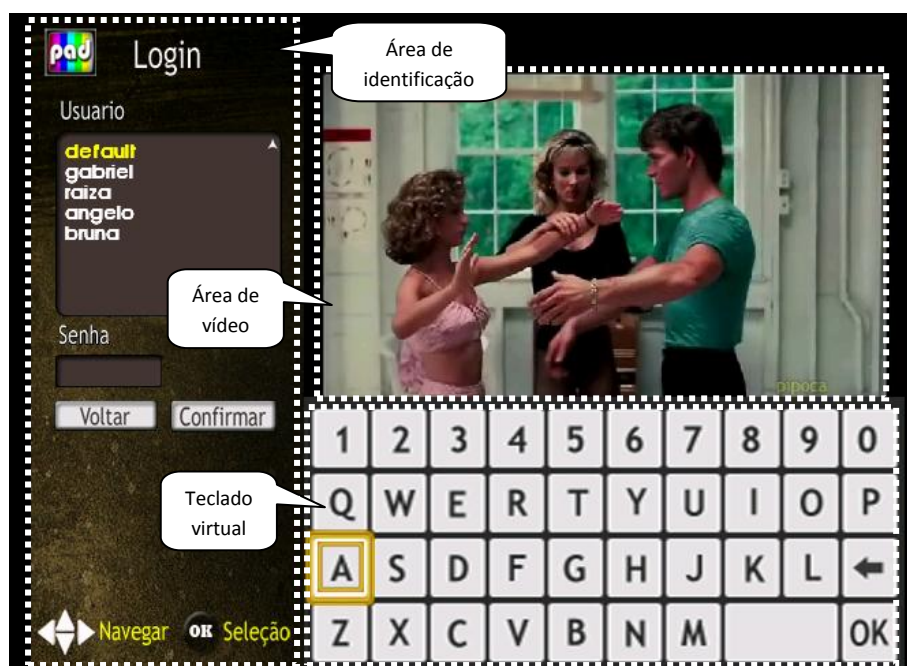 pad
Login
Área de
identificação
Usuario
default
gabriel
raiza
angelo
bruna
Área de
vídeo
Senha
Voltar
Confirmar
pipoca
1 2 3 4 5 6 7 8 9 0
Teclado
virtual
Q W E R T Y U I O P
A S D F G H J K L
Z X C V B N M OK
Navegar OK Seleção